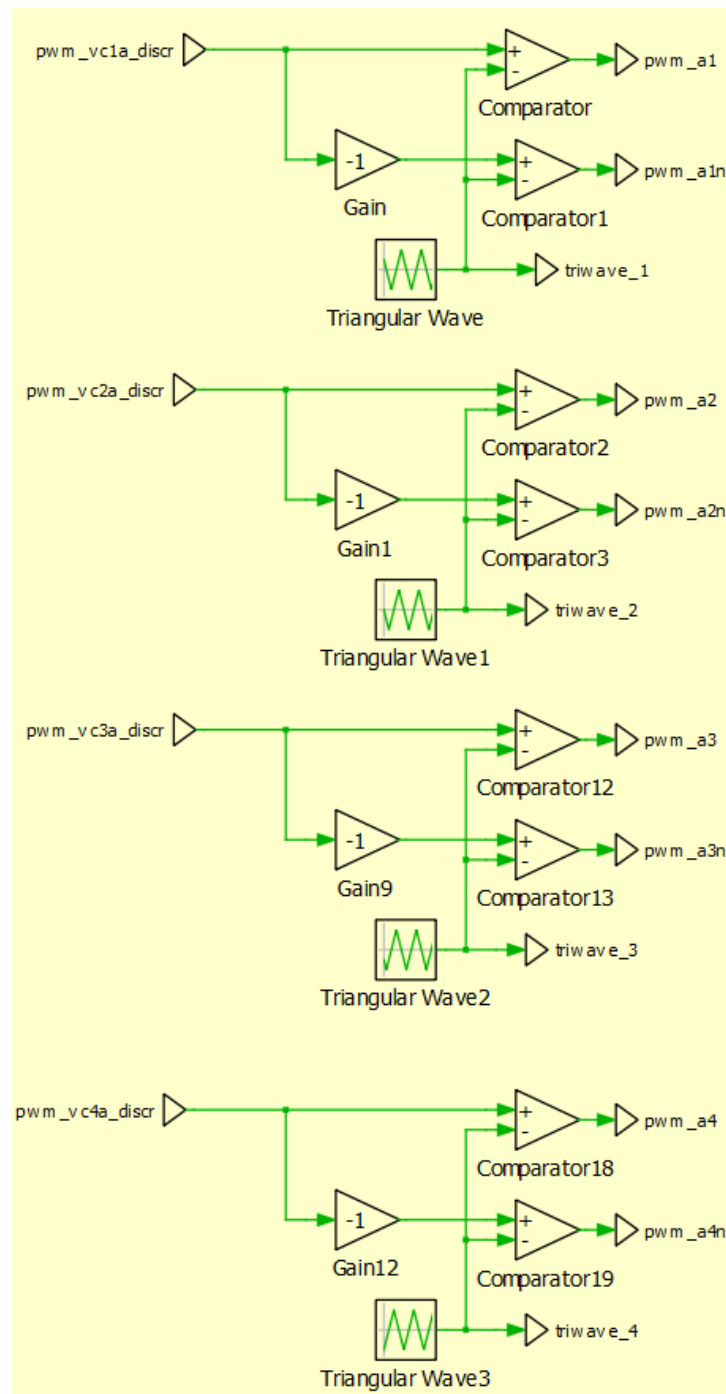 pwm_vc1a_discr
+
-
pwm_a1
Comparator
-1
Gain
+
-
pwm_a1n
Comparator1
triwave_1
Triangular Wave
pwm_vc2a_discr
+
-
pwm_a2
Comparator2
-1
Gain1
+
-
pwm_a2n
Comparator3
triwave_2
Triangular Wave1
pwm_vc3a_discr
+
-
pwm_a3
Comparator12
-1
Gain9
+
-
pwm_a3n
Comparator13
triwave_3
Triangular Wave2
pwm_vc4a_discr
+
-
pwm_a4
Comparator18
-1
Gain12
+
-
pwm_a4n
Comparator19
triwave_4
Triangular Wave3